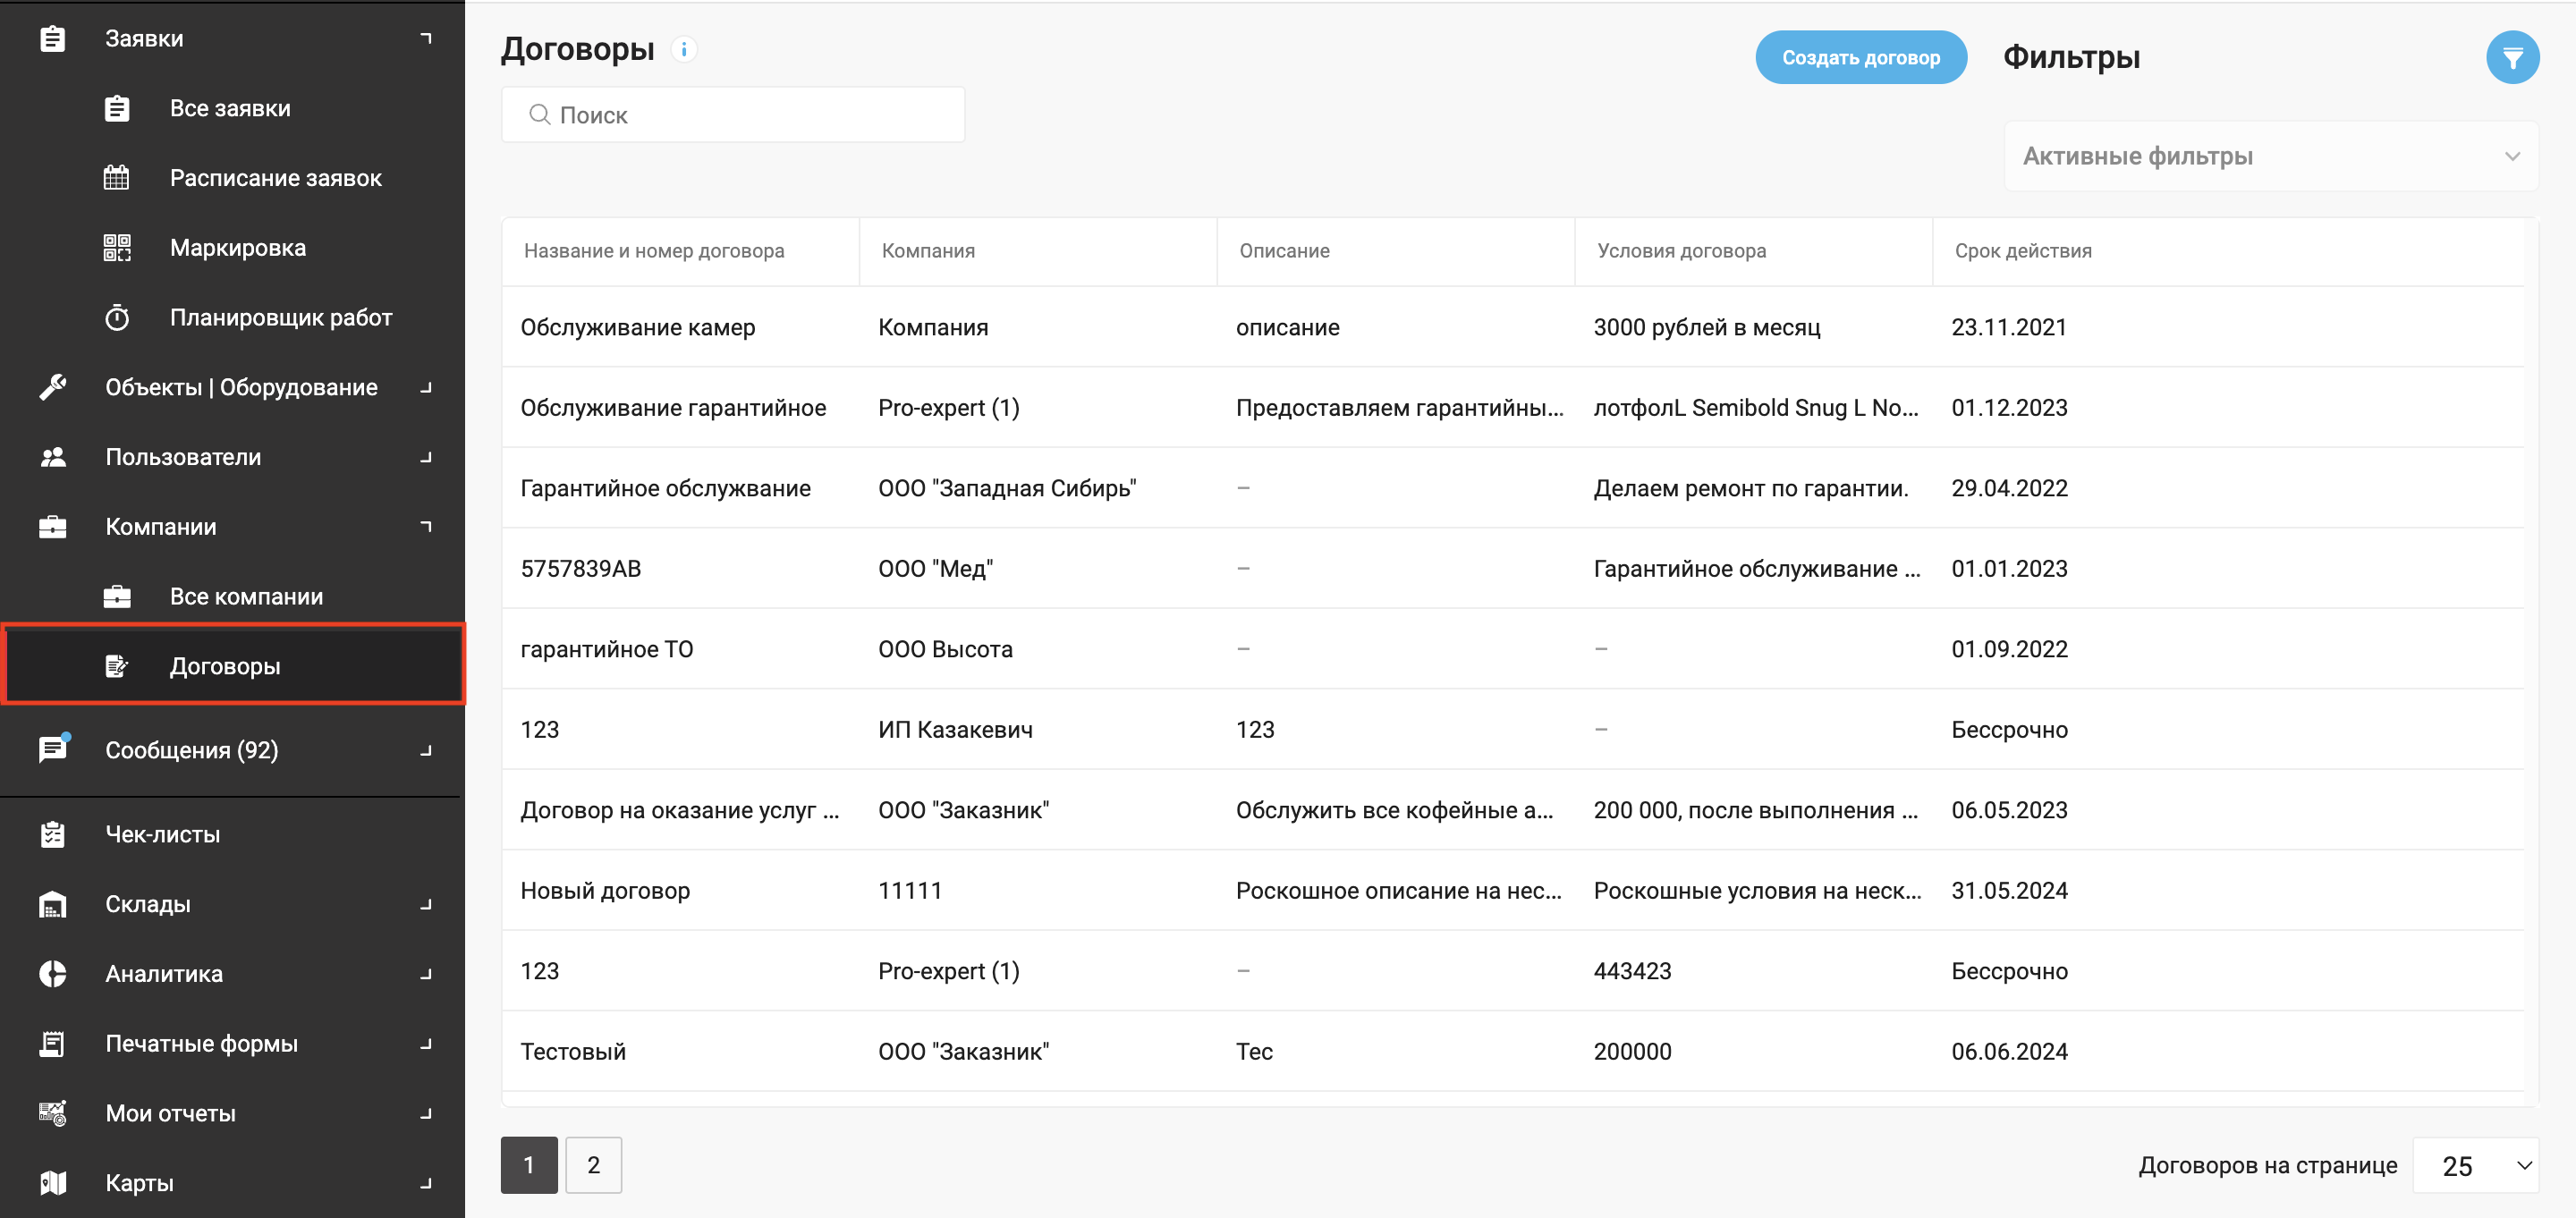 Заявки
Все заявки
Расписание заявок
Маркировка
Планировщик работ
Объекты | Оборудование
Пользователи
Компании
Все компании
Договоры
Сообщения (92)
Чек-листы
Склады
Аналитика
Печатные формы
Мои отчеты
Карты
Договоры
Создать договор
Фильтры
Поиск
Активные фильтры
Название и номер договора Компания Описание Условия договора Срок действия
Обслуживание камер Компания описание 3000 рублей в месяц 23.11.2021
Обслуживание гарантийное Pro-expert (1) Предоставляем гарантийны... лотфолL Semibold Snug L No... 01.12.2023
Гарантийное обслужвание ООО "Западная Сибирь" – Делаем ремонт по гарантии. 29.04.2022
5757839АВ ООО "Мед" – Гарантийное обслуживание ... 01.01.2023
гарантийное ТО ООО Высота – – 01.09.2022
123 ИП Казакевич 123 – Бессрочно
Договор на оказание услуг ... ООО "Заказник" Обслужить все кофейные а... 200 000, после выполнения ... 06.05.2023
Новый договор 11111 Роскошное описание на нес... Роскошные условия на неск... 31.05.2024
123 Pro-expert (1) – 443423 Бессрочно
Тестовый ООО "Заказник" Тес 200000 06.06.2024
1 2
Договоров на странице 25